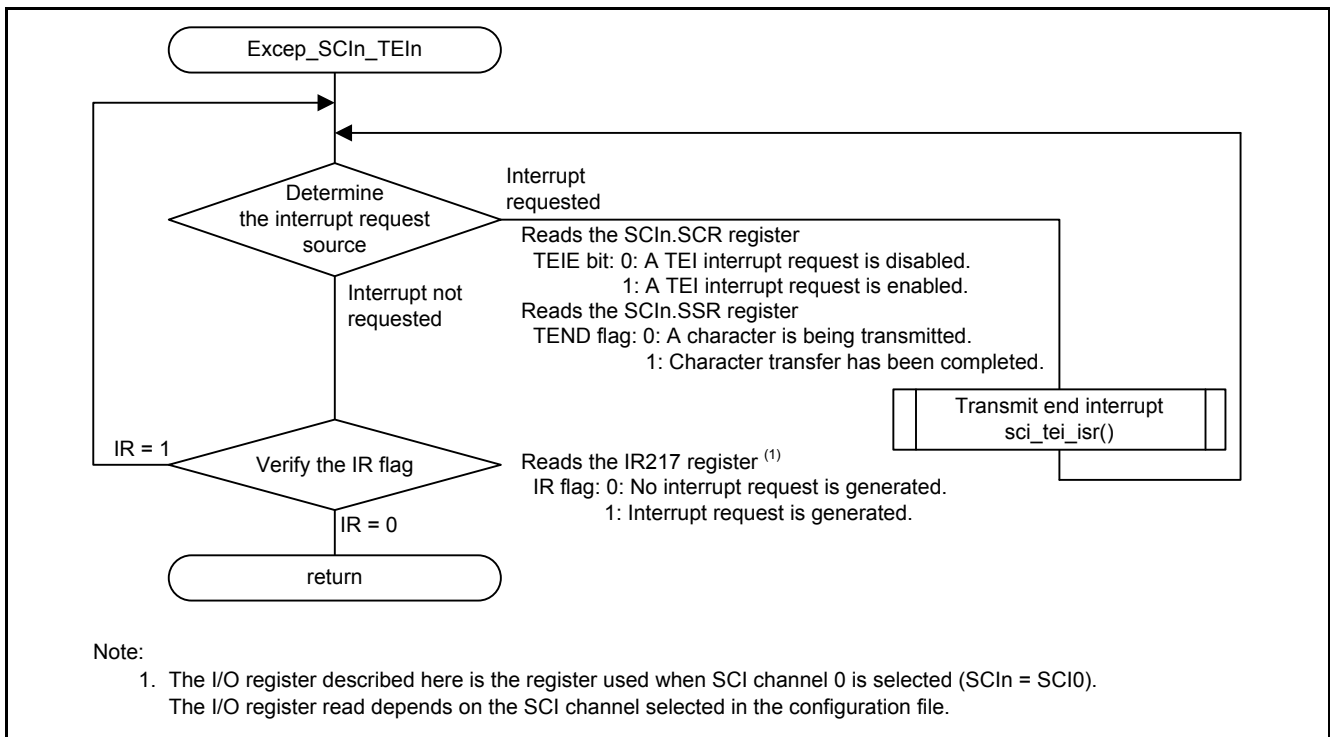 Excep_SCIn_TEIn
Determine
the interrupt request
source
Interrupt
requested
Reads the SCIn.SCR register
TEIE bit: 0: A TEI interrupt request is disabled.
1: A TEI interrupt request is enabled.
Reads the SCIn.SSR register
TEND flag: 0: A character is being transmitted.
1: Character transfer has been completed.
Interrupt not
requested
Transmit end interrupt
sci_tei_isr()
IR = 1
Verify the IR flag
Reads the IR217 register (1)
IR flag: 0: No interrupt request is generated.
1: Interrupt request is generated.
IR = 0
return
Note:
1. The I/O register described here is the register used when SCI channel 0 is selected (SCIn = SCI0).
The I/O register read depends on the SCI channel selected in the configuration file.